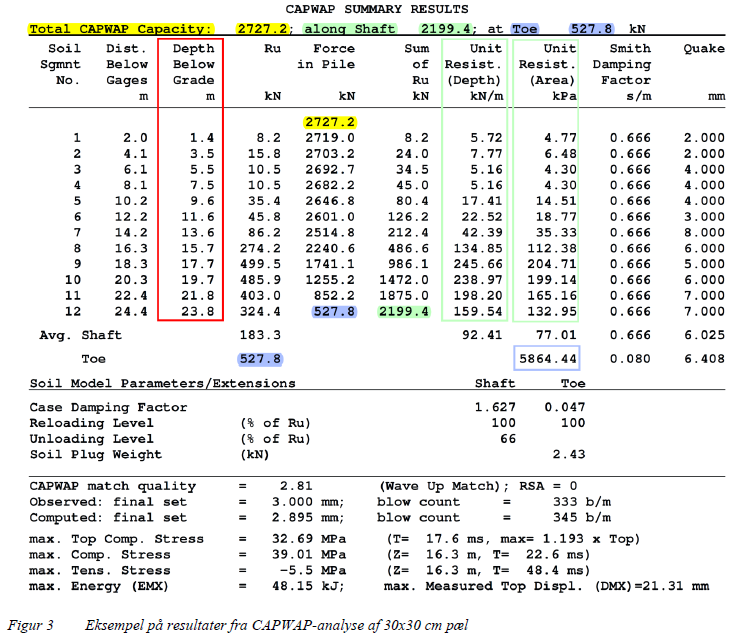 CAPWAP SUMMARY RESULTS
Total CAPWAP Capacity: 2727.2; along Shaft 2199.4; at Toe 527.8 kN
Soil Dist. Depth Ru Force Sum Unit Unit Smith Quake
Sgmnt Below Below in Pile of Resist. Resist. Damping
No. Gages Grade Ru (Depth) (Area) Factor
m m kN kN kN kN/m kPa s/m mm
2727.2
1 2.0 1.4 8.2 2719.0 8.2 5.72 4.77 0.666 2.000
2 4.1 3.5 15.8 2703.2 24.0 7.77 6.48 0.666 2.000
3 6.1 5.5 10.5 2692.7 34.5 5.16 4.30 0.666 2.000
4 8.1 7.5 10.5 2682.2 45.0 5.16 4.30 0.666 2.000
5 10.2 9.6 35.4 2646.8 80.4 17.41 14.51 0.666 4.000
6 12.2 11.6 45.8 2601.0 126.2 22.52 18.77 0.666 3.000
7 14.2 13.6 86.2 2514.8 212.4 42.39 35.33 0.666 8.000
8 16.3 15.7 274.2 2240.6 486.6 134.85 112.38 0.666 6.000
9 18.3 17.7 499.5 1741.1 986.1 245.66 204.71 0.666 5.000
10 20.3 19.7 485.9 1255.2 1472.0 238.97 199.14 0.666 6.000
11 22.4 21.8 403.0 852.2 1875.0 198.20 165.16 0.666 7.000
12 24.4 23.8 324.4 527.8 2199.4 159.54 132.95 0.666 7.000
Avg. Shaft 183.3 92.41 77.01 0.666 6.025
Toe 527.8 5864.44 0.080 6.408
Soil Model Parameters/Extensions Shaft Toe
Case Damping Factor 1.627 0.047
Reloading Level (% of Ru) 100 100
Unloading Level (% of Ru) 66
Soil Plug Weight (kN) 2.43
CAPWAP match quality = 2.81 (Wave Up Match); RSA = 0
Observed: final set = 3.000 mm; blow count = 333 b/m
Computed: final set = 2.895 mm; blow count = 345 b/m
max. Top Comp. Stress = 32.69 MPa (T= 17.6 ms, max= 1.193 x Top)
max. Comp. Stress = 39.01 MPa (Z= 16.3 m, T= 22.6 ms)
max. Tens. Stress = -5.5 MPa (Z= 16.3 m, T= 48.4 ms)
max. Energy (EMX) = 48.15 kJ; max. Measured Top Displ. (DMX)=21.31 mm
Figur 3 Eksempel på resultater fra CAPWAP-analyse af 30x30 cm pæl